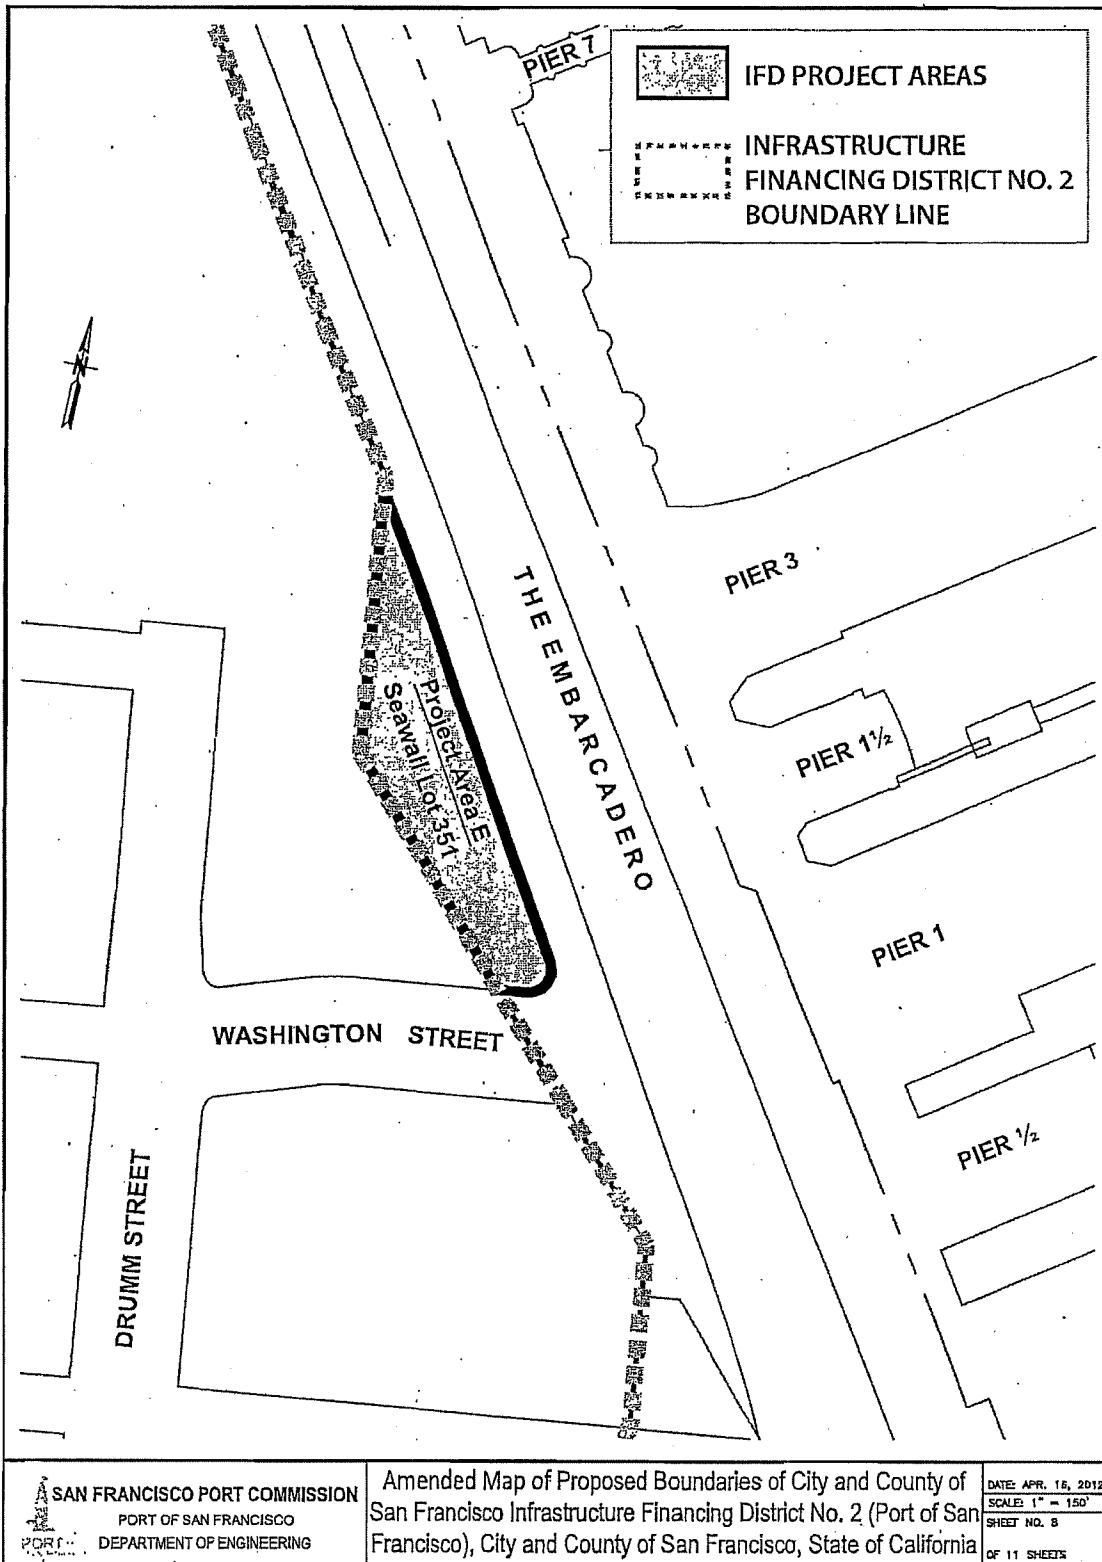 PIER 7
IFD PROJECT AREAS
INFRASTRUCTURE
FINANCING DISTRICT NO. 2
BOUNDARY LINE
N
THE EMBARCADERO
PIER 3
Project Area E
Seawall Lot 351
PIER 1½
PIER 1
WASHINGTON STREET
PIER ½
DRUMM STREET
SAN FRANCISCO PORT COMMISSION
PORT OF SAN FRANCISCO
DEPARTMENT OF ENGINEERING
PORT
Amended Map of Proposed Boundaries of City and County of
San Francisco Infrastructure Financing District No. 2 (Port of San
Francisco), City and County of San Francisco, State of California
DATE: APR. 16, 2012
SCALE: 1" = 150'
SHEET NO. 8
OF 11 SHEETS